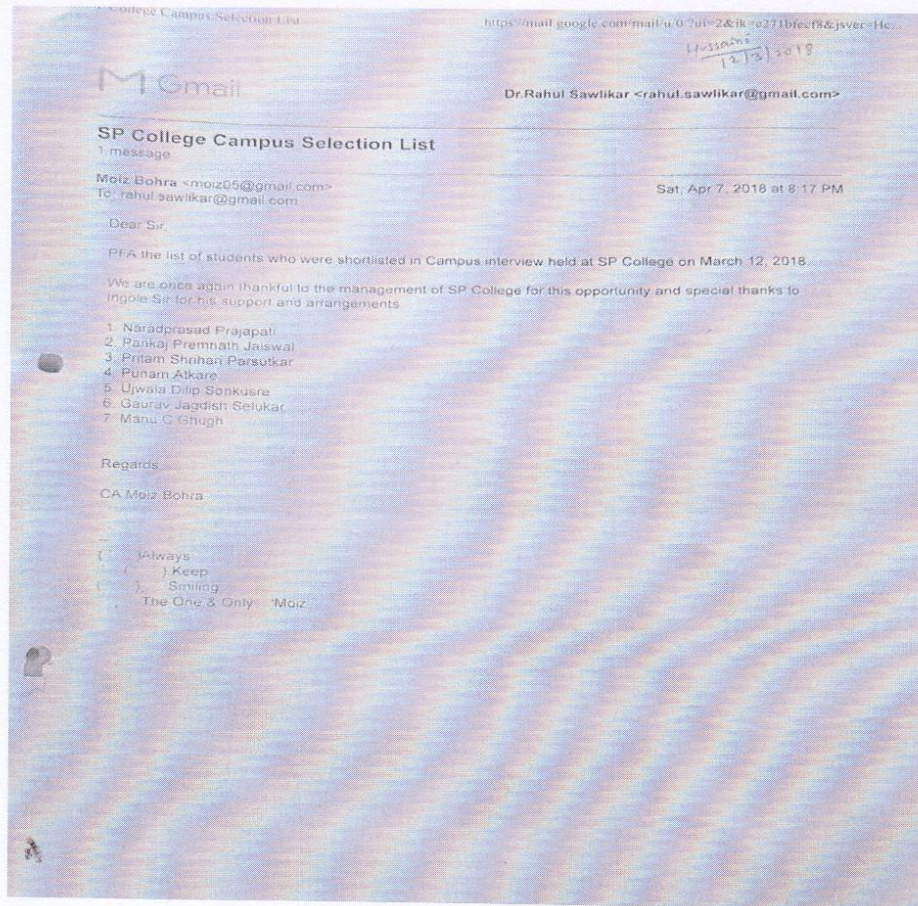 College Campus Selection List
https://mail.google.com/mail/u/0/?ui=2&ik=e271bfecf8&jsver=Hc...
Hussaini
12/3/2018
M Gmail
Dr.Rahul Sawlikar <rahul.sawlikar@gmail.com>
SP College Campus Selection List
1 message
Moiz Bohra <moiz05@gmail.com>
Sat, Apr 7, 2018 at 8:17 PM
To: rahul.sawlikar@gmail.com
Dear Sir,
PFA the list of students who were shortlisted in Campus interview held at SP College on March 12, 2018.
We are once again thankful to the management of SP College for this opportunity and special thanks to
Ingole Sir for his support and arrangements
1. Naradprasad Prajapati
2. Pankaj Premnath Jaiswal
3. Pritam Shrihari Parsutkar
4. Punam Atkare
5. Ujwala Dilip Sonkusre
6. Gaurav Jagdish Selukar
7. Manu C Ghugh
Regards
CA Moiz Bohra
--
( )Always
( ) Keep
( ) Smiling
The One & Only "Moiz"